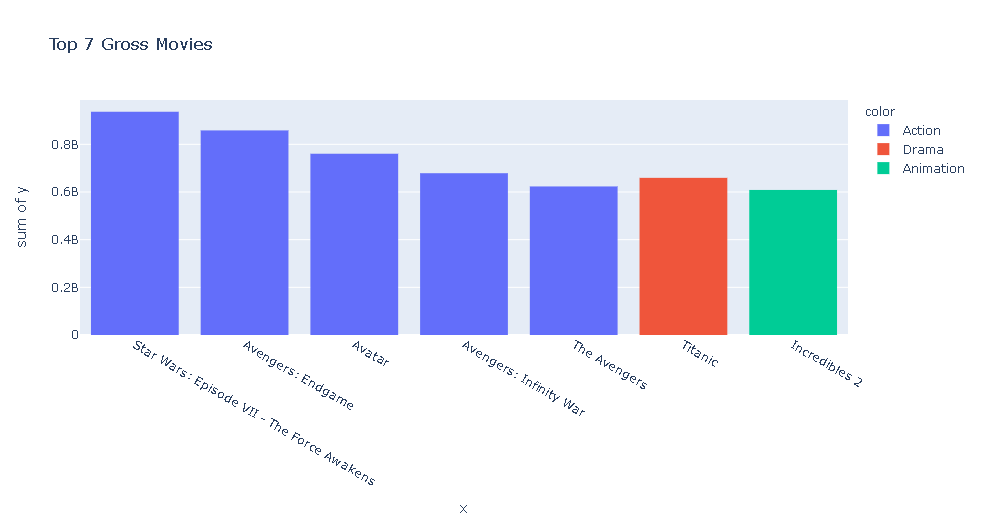 Top 7 Gross Movies
color
Action
Drama
Animation
sum of y
0.8B
0.6B
0.4B
0.2B
0
Star Wars: Episode VII - The Force Awakens
Avengers: Endgame
Avatar
Avengers: Infinity War
The Avengers
Titanic
Incredibles 2
x